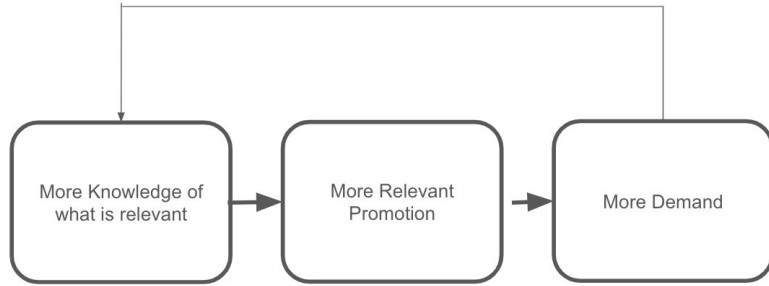 More Knowledge of
what is relevant
More Relevant
Promotion
More Demand